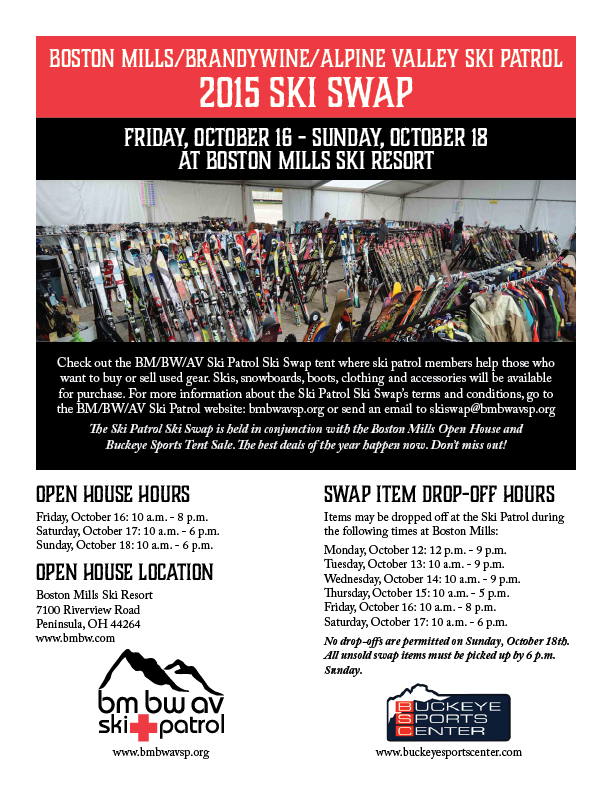 BOSTON MILLS/BRANDYWINE/ALPINE VALLEY SKI PATROL
2015 SKI SWAP
FRIDAY, OCTOBER 16 - SUNDAY, OCTOBER 18
AT BOSTON MILLS SKI RESORT
Check out the BM/BW/AV Ski Patrol Ski Swap tent where ski patrol members help those who
want to buy or sell used gear. Skis, snowboards, boots, clothing and accessories will be available
for purchase. For more information about the Ski Patrol Ski Swap's terms and conditions, go to
the BM/BW/AV Ski Patrol website: bmbwavsp.org or send an email to skiswap@bmbwavsp.org
The Ski Patrol Ski Swap is held in conjunction with the Boston Mills Open House and
Buckeye Sports Tent Sale. The best deals of the year happen now. Don't miss out!
OPEN HOUSE HOURS
Friday, October 16: 10 a.m. - 8 p.m.
Saturday, October 17: 10 a.m. - 6 p.m.
Sunday, October 18: 10 a.m. - 6 p.m.
OPEN HOUSE LOCATION
Boston Mills Ski Resort
7100 Riverview Road
Peninsula, OH 44264
www.bmbw.com
bm bw av
ski patrol
www.bmbwavsp.org
SWAP ITEM DROP-OFF HOURS
Items may be dropped off at the Ski Patrol during
the following times at Boston Mills:
Monday, October 12: 12 p.m. - 9 p.m.
Tuesday, October 13: 10 a.m. - 9 p.m.
Wednesday, October 14: 10 a.m. - 9 p.m.
Thursday, October 15: 10 a.m. - 5 p.m.
Friday, October 16: 10 a.m. - 8 p.m.
Saturday, October 17: 10 a.m. - 6 p.m.
No drop-offs are permitted on Sunday, October 18th.
All unsold swap items must be picked up by 6 p.m.
Sunday.
BUCKEYE
SPORTS
CENTER
www.buckeyesportscenter.com